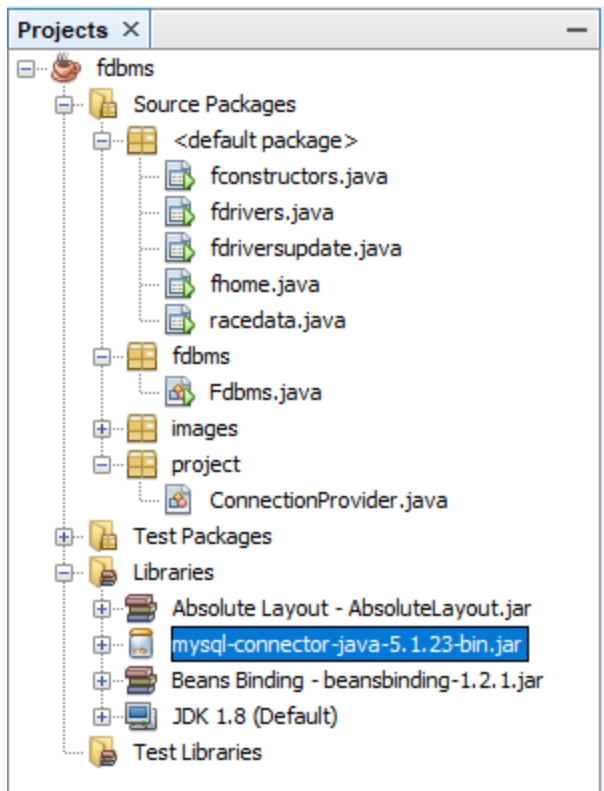 Projects
fdbms
Source Packages
<default package>
fconstructors.java
fdrivers.java
fdriversupdate.java
fhome.java
racedata.java
fdbms
Fdbms.java
images
project
ConnectionProvider.java
Test Packages
Libraries
Absolute Layout - AbsoluteLayout.jar
mysql-connector-java-5.1.23-bin.jar
Beans Binding - beansbinding-1.2.1.jar
JDK 1.8 (Default)
Test Libraries